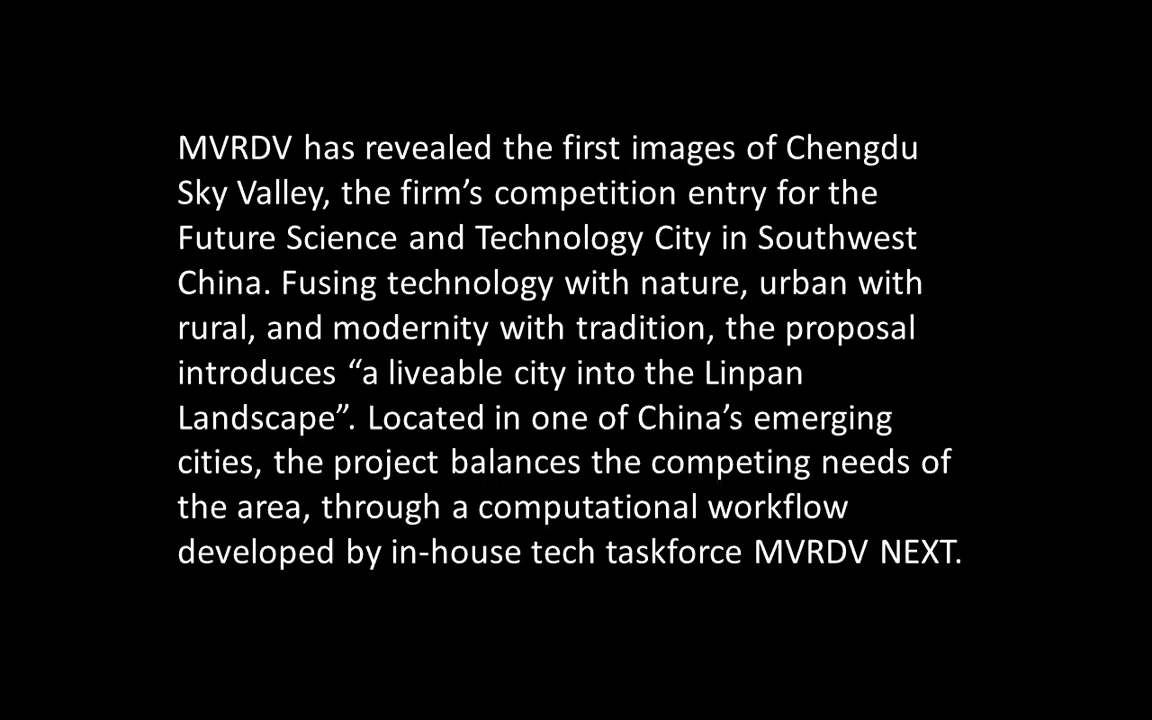 MVRDV has revealed the first images of Chengdu
Sky Valley, the firm’s competition entry for the
Future Science and Technology City in Southwest
China. Fusing technology with nature, urban with
rural, and modernity with tradition, the proposal
introduces “a liveable city into the Linpan
Landscape”. Located in one of China’s emerging
cities, the project balances the competing needs of
the area, through a computational workflow
developed by in-house tech taskforce MVRDV NEXT.